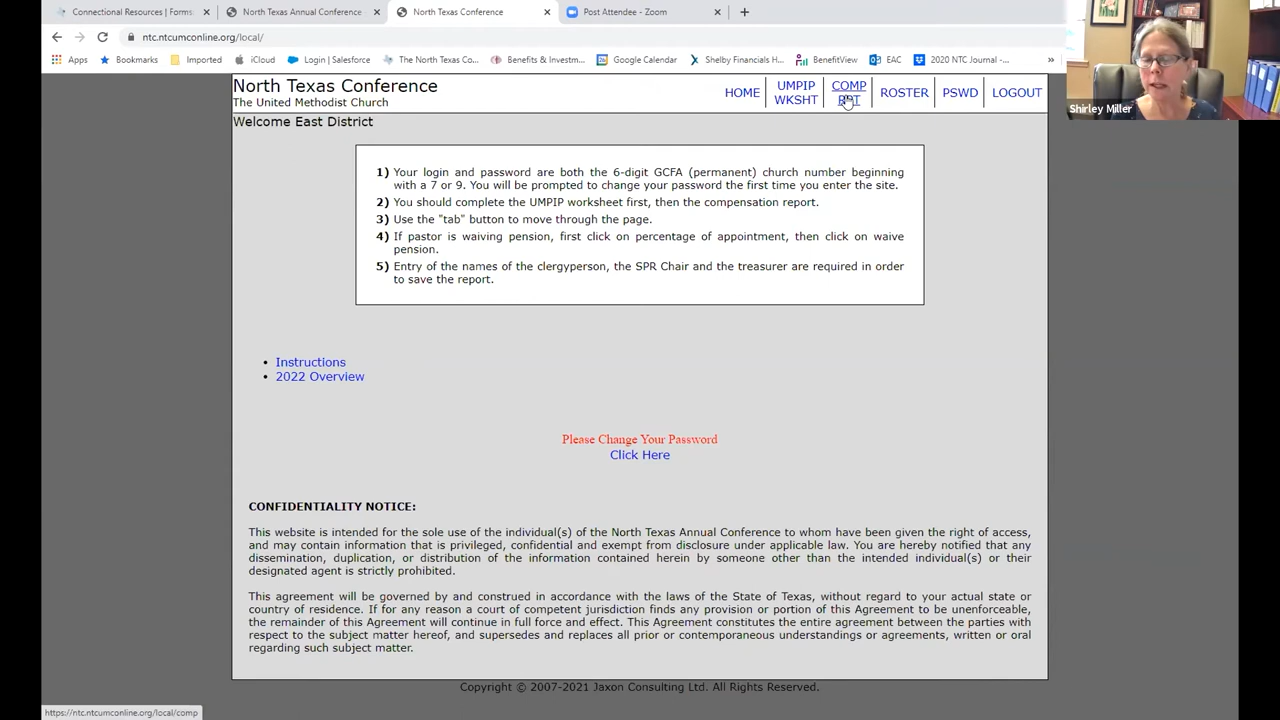 Connectional Resources | Forms
North Texas Annual Conference
North Texas Conference
Post Attendee - Zoom
ntc.ntcumconline.org/local/
Apps
Bookmarks
Imported
iCloud
Login | Salesforce
The North Texas Co...
Benefits & Investm...
Google Calendar
Shelby Financials H...
BenefitView
EAC
2020 NTC Journal -...
»
Shirley Miller
North Texas Conference
The United Methodist Church
HOME
UMPIP
WKSHT
COMP
RPT
ROSTER
PSWD
LOGOUT
Welcome East District
1) Your login and password are both the 6-digit GCFA (permanent) church number beginning
with a 7 or 9. You will be prompted to change your password the first time you enter the site.
2) You should complete the UMPIP worksheet first, then the compensation report.
3) Use the "tab" button to move through the page.
4) If pastor is waiving pension, first click on percentage of appointment, then click on waive
pension.
5) Entry of the names of the clergyperson, the SPR Chair and the treasurer are required in order
to save the report.
• Instructions
• 2022 Overview
Please Change Your Password
Click Here
CONFIDENTIALITY NOTICE:
This website is intended for the sole use of the individual(s) of the North Texas Annual Conference to whom have been given the right of access,
and may contain information that is privileged, confidential and exempt from disclosure under applicable law. You are hereby notified that any
dissemination, duplication, or distribution of the information contained herein by someone other than the intended individual(s) or their
designated agent is strictly prohibited.
This agreement will be governed by and construed in accordance with the laws of the State of Texas, without regard to your actual state or
country of residence. If for any reason a court of competent jurisdiction finds any provision or portion of this Agreement to be unenforceable,
the remainder of this Agreement will continue in full force and effect. This Agreement constitutes the entire agreement between the parties with
respect to the subject matter hereof, and supersedes and replaces all prior or contemporaneous understandings or agreements, written or oral
regarding such subject matter.
Copyright © 2007-2021 Jaxon Consulting Ltd. All Rights Reserved.
https://ntc.ntcumconline.org/local/comp